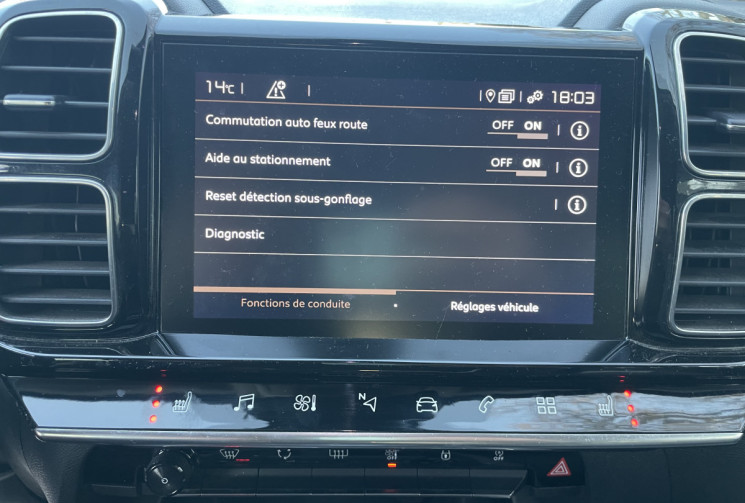 14°C 18:03
Commutation auto feux route OFF ON
Aide au stationnement OFF ON
Reset détection sous-gonflage
Diagnostic
Fonctions de conduite Réglages véhicule
N